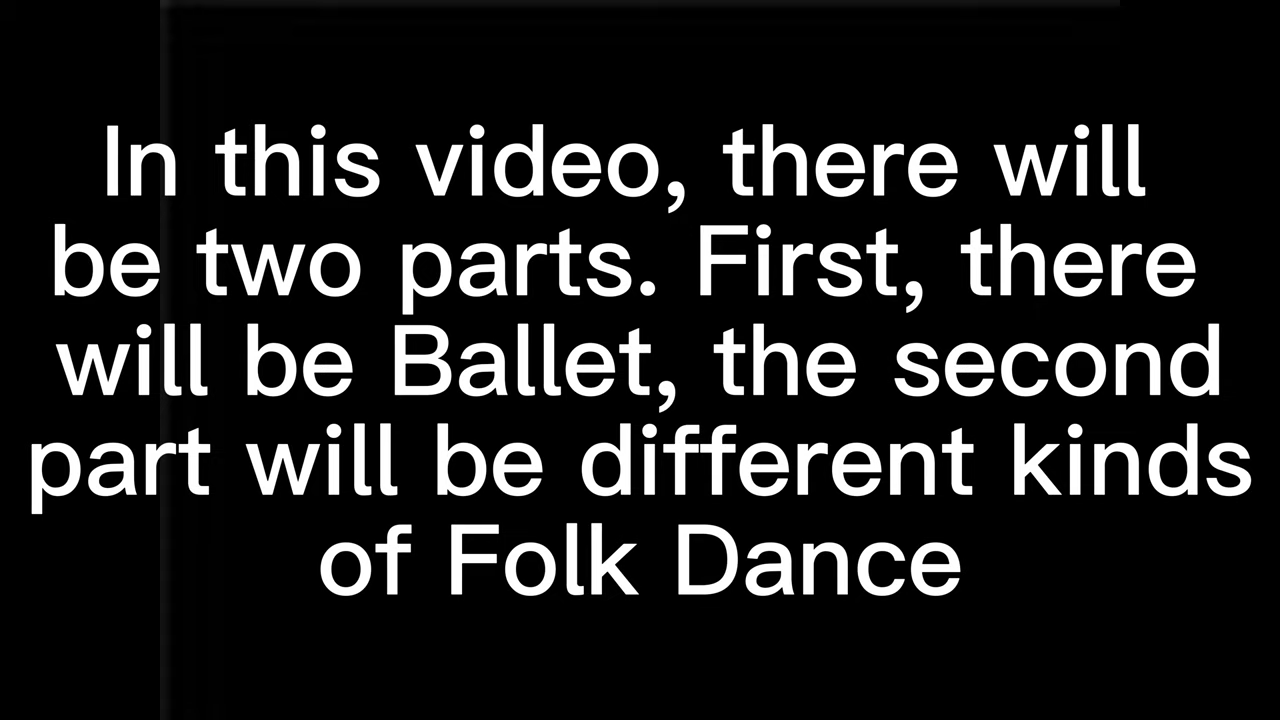 In this video, there will
be two parts. First, there
will be Ballet, the second
part will be different kinds
of Folk Dance